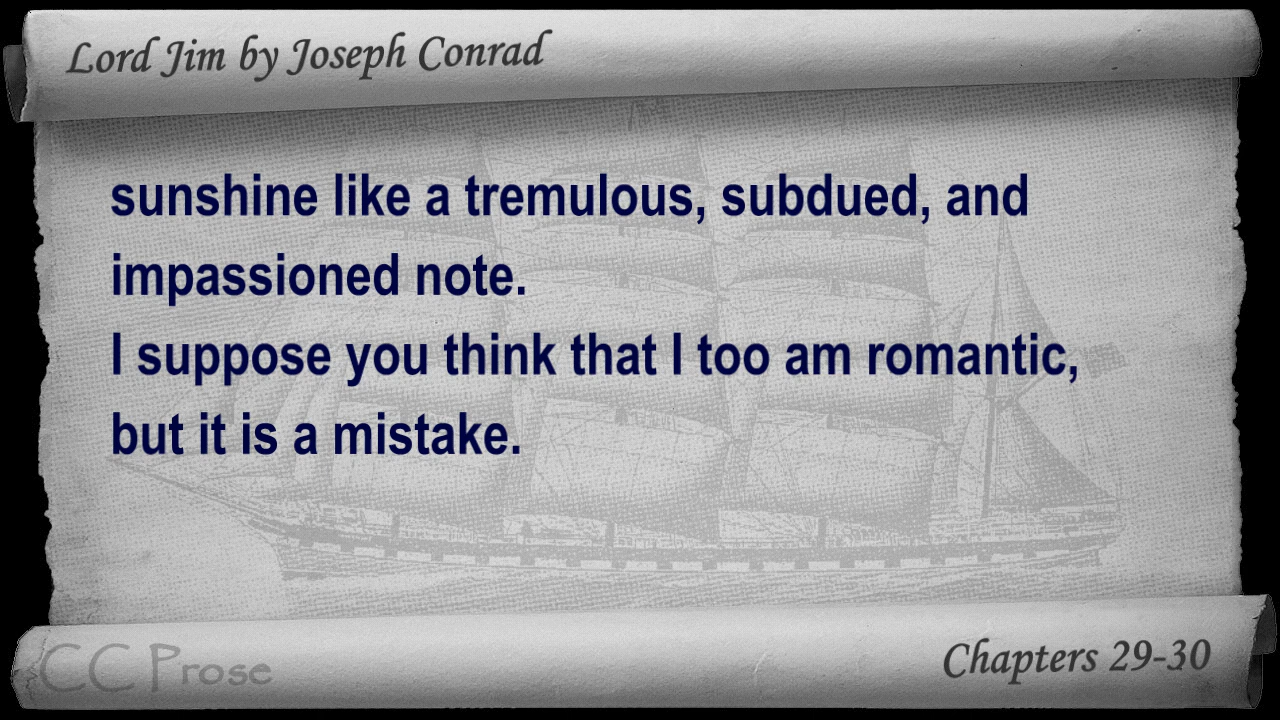 Lord Jim by Joseph Conrad
sunshine like a tremulous, subdued, and
impassioned note.
I suppose you think that I too am romantic,
but it is a mistake.
CC Prose
Chapters 29-30